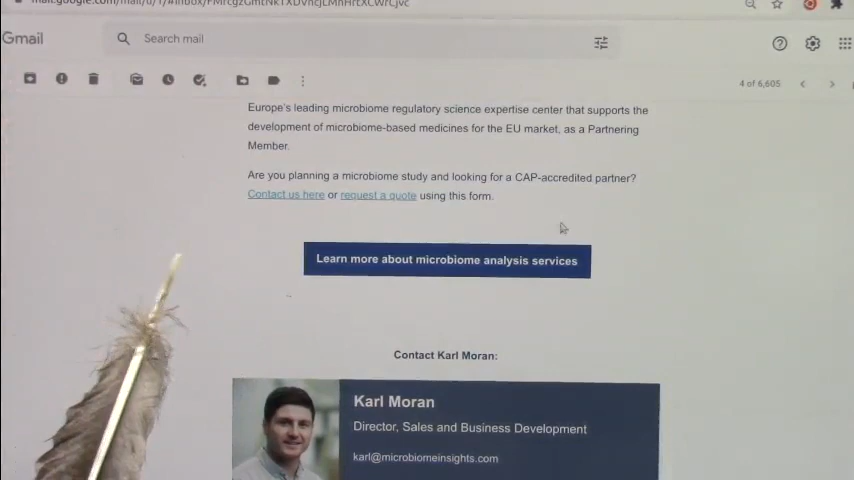 Gmail
Search mail
4 of 6,605
Europe's leading microbiome regulatory science expertise center that supports the
development of microbiome-based medicines for the EU market, as a Partnering
Member.
Are you planning a microbiome study and looking for a CAP-accredited partner?
Contact us here or request a quote using this form.
Learn more about microbiome analysis services
Contact Karl Moran:
Karl Moran
Director, Sales and Business Development
karl@microbiomeinsights.com